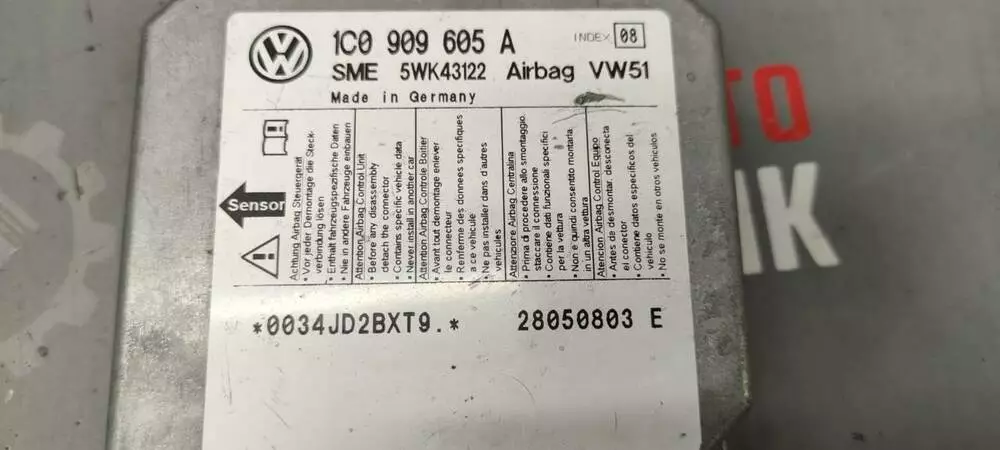 1C0 909 605 A INDEX 08
SME 5WK43122 Airbag VW51
Made in Germany
Sensor
Achtung Airbag Steuergerät
• Vor jeder Demontage die Steck-
verbindung lösen
• Enthält fahrzeugspezifische Daten
• Nie in andere Fahrzeuge einbauen
Attention Airbag Control Unit
• Before any disassembly
detach the connector
• Contains specific vehicle data
• Never install in another car
Attention Airbag Controle Boitier
• Avant tout demontage enlever
le connecteur
• Renferme des donnees specifiques
a ce vehicule
• Ne pas installer dans d'autres
vehicules
Attenzione Airbag Centralina
• Prima di procedere allo smontaggio,
staccare il connessione
• Contiene dati funzionali specifici
per la vettura
• Non e quindi consentito montarla
in un altra vettura
Atencion Airbag Control Equipo
• Antes de desmontar, desconecta
el conector
• Contiene datos especificos del
vehiculo
• No se monte en otros vehiculos
*0034JD2BXT9.* 28050803 E